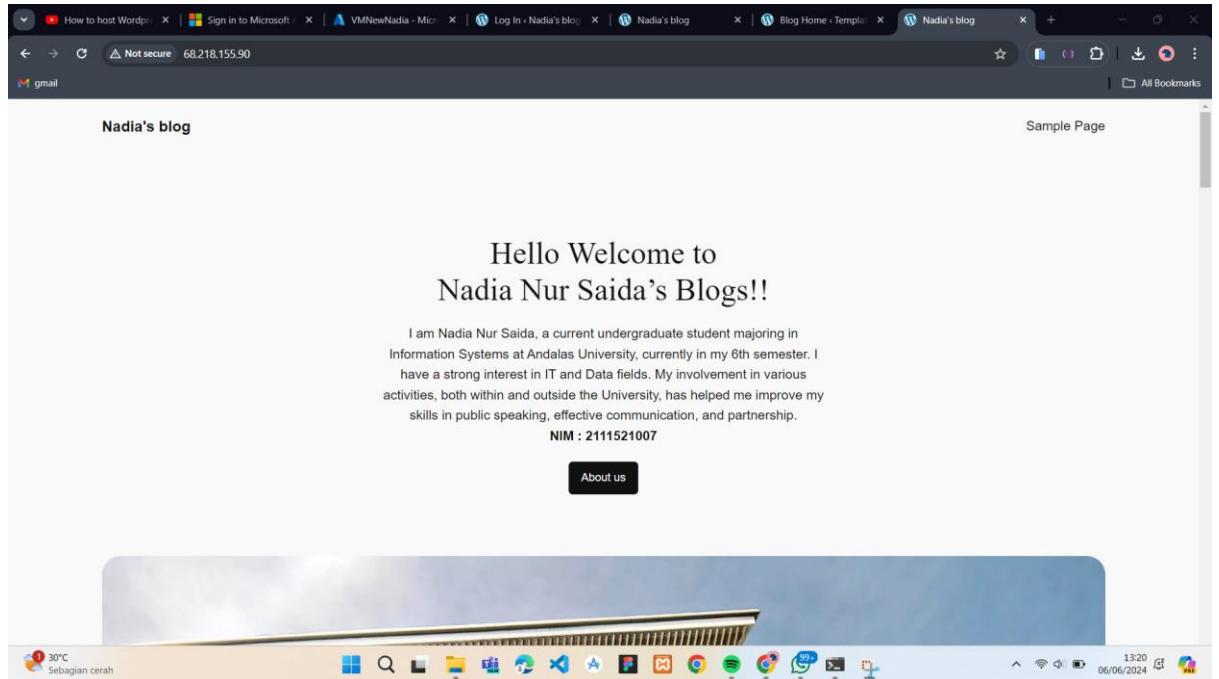 How to host Wordpr
Sign in to Microsoft
VMNewNadia - Micr
Log In ‹ Nadia's blog
Nadia's blog
Blog Home ‹ Templat
Nadia's blog
Not secure 68.218.155.90
gmail
All Bookmarks
Nadia's blog
Sample Page
Hello Welcome to
Nadia Nur Saida’s Blogs!!
I am Nadia Nur Saida, a current undergraduate student majoring in
Information Systems at Andalas University, currently in my 6th semester. I
have a strong interest in IT and Data fields. My involvement in various
activities, both within and outside the University, has helped me improve my
skills in public speaking, effective communication, and partnership.
NIM : 2111521007
About us
1
30°C
Sebagian cerah
99+
13:20
06/06/2024